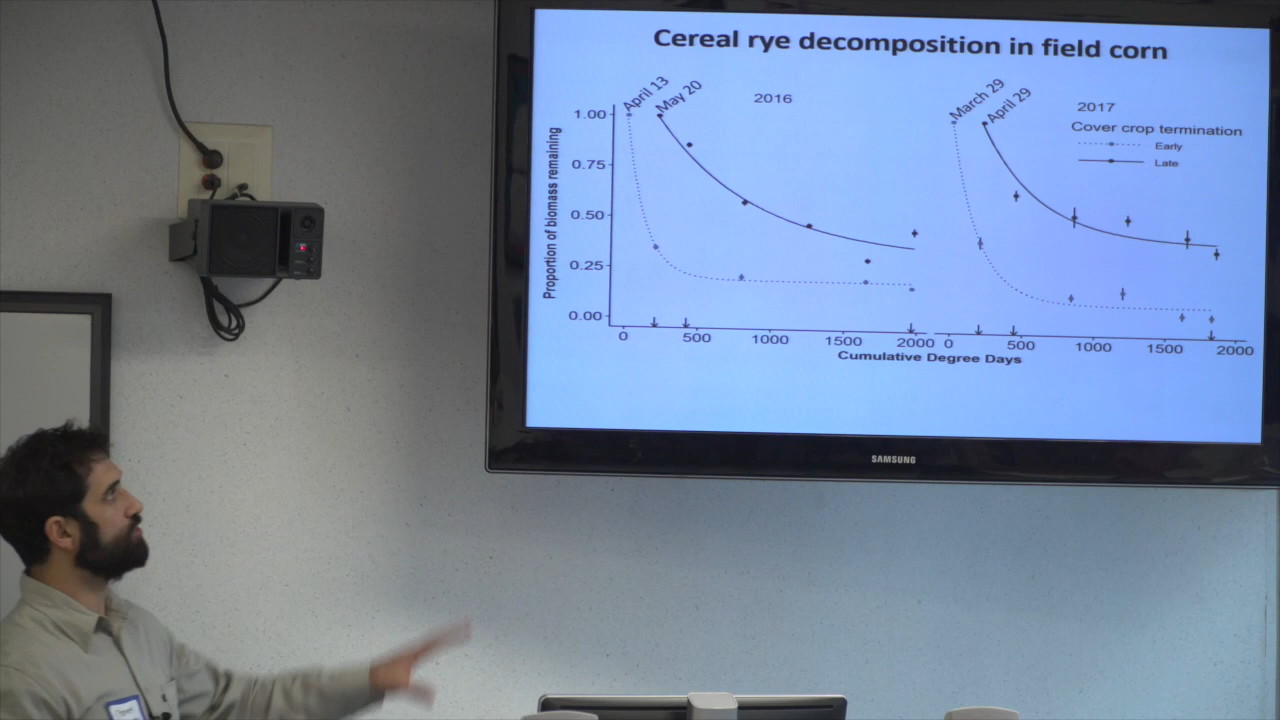 Cereal rye decomposition in field corn
April 13
May 20
2016
March 29
April 29
2017
Cover crop termination
Early
Late
Proportion of biomass remaining
1.00
0.75
0.50
0.25
0.00
0 500 1000 1500 2000
0 500 1000 1500 2000
Cumulative Degree Days
SAMSUNG